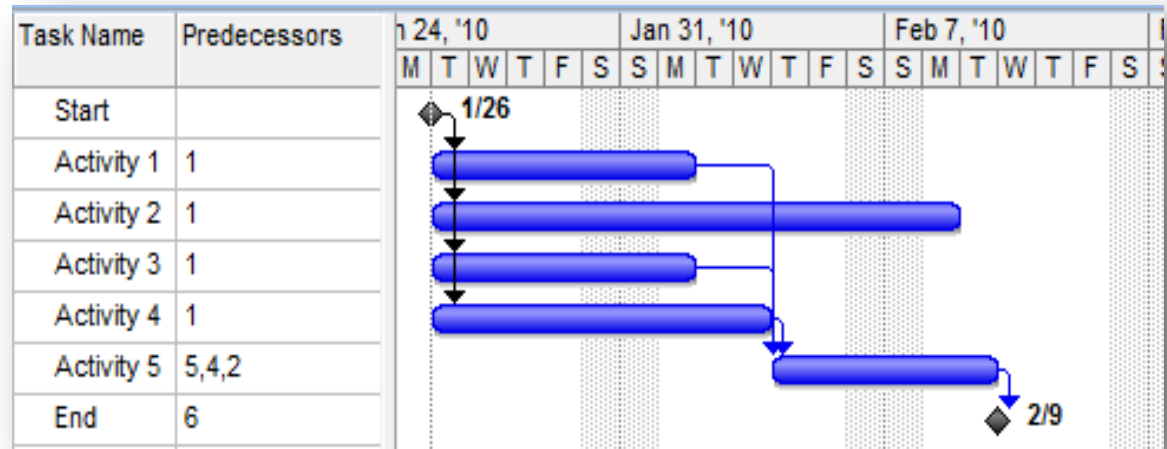 Task Name Predecessors n 24, '10 Jan 31, '10 Feb 7, '10
M T W T F S S M T W T F S S M T W T F S
Start 1/26
Activity 1 1
Activity 2 1
Activity 3 1
Activity 4 1
Activity 5 5,4,2
End 6 2/9